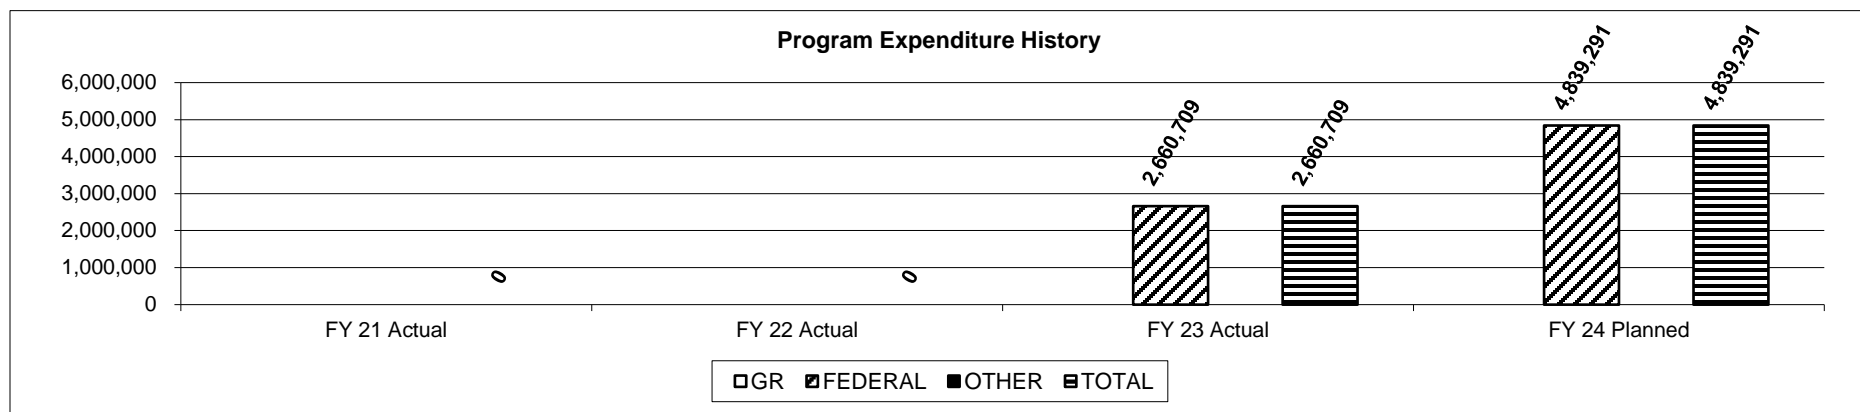 Program Expenditure History
6,000,000
5,000,000
4,000,000
3,000,000
2,000,000
1,000,000
0
0
0
2,660,709
2,660,709
4,839,291
4,839,291
FY 21 Actual
FY 22 Actual
FY 23 Actual
FY 24 Planned
GR FEDERAL OTHER TOTAL